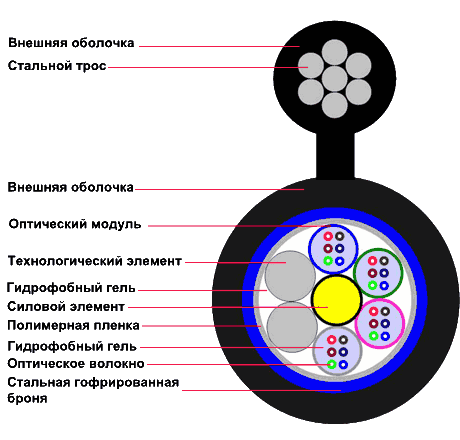 Внешняя оболочка
Стальной трос
Внешняя оболочка
Оптический модуль
Технологический элемент
Гидрофобный гель
Силовой элемент
Полимерная пленка
Гидрофобный гель
Оптическое волокно
Стальная гофрированная
броня